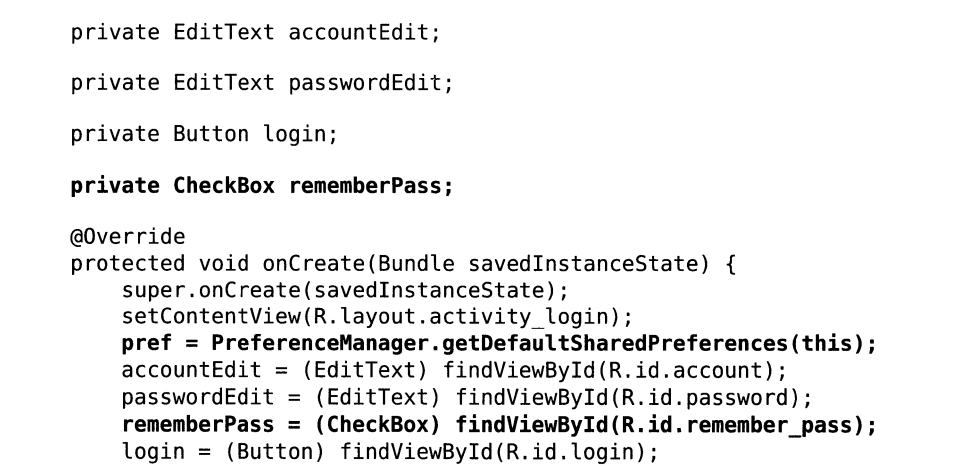 private EditText accountEdit;
private EditText passwordEdit;
private Button login;
private CheckBox rememberPass;
@Override
protected void onCreate(Bundle savedInstanceState) {
super.onCreate(savedInstanceState);
setContentView(R.layout.activity_login);
pref = PreferenceManager.getDefaultSharedPreferences(this);
accountEdit = (EditText) findViewById(R.id.account);
passwordEdit = (EditText) findViewById(R.id.password);
rememberPass = (CheckBox) findViewById(R.id.remember_pass);
login = (Button) findViewById(R.id.login);